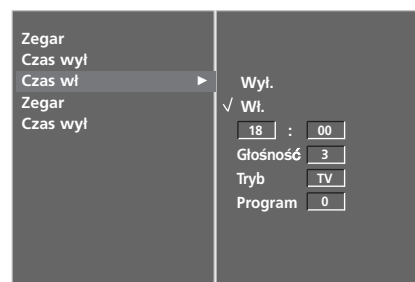 Zegar
Czas wył
Czas wł ►
Zegar
Czas wył
Wył.
√ Wł.
18 : 00
Głośność 3
Tryb TV
Program 0